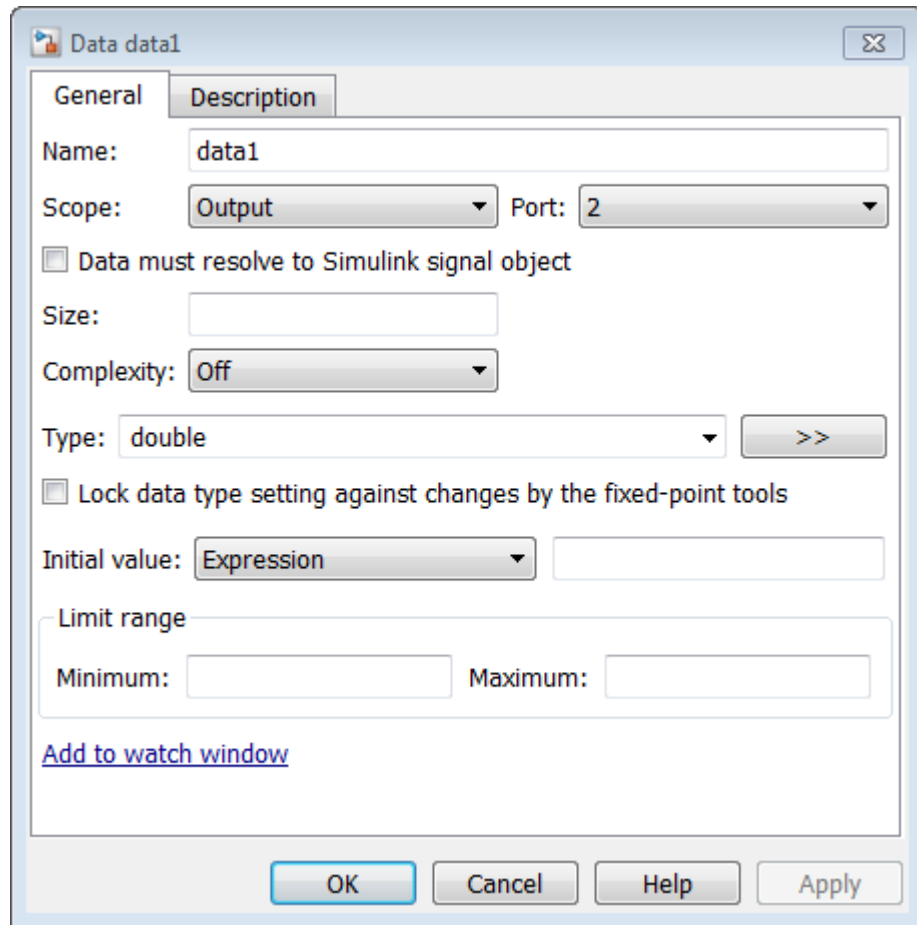 Data data1
General Description
Name: data1
Scope: Output Port: 2
Data must resolve to Simulink signal object
Size:
Complexity: Off
Type: double >>
Lock data type setting against changes by the fixed-point tools
Initial value: Expression
Limit range
Minimum: Maximum:
Add to watch window
OK Cancel Help Apply